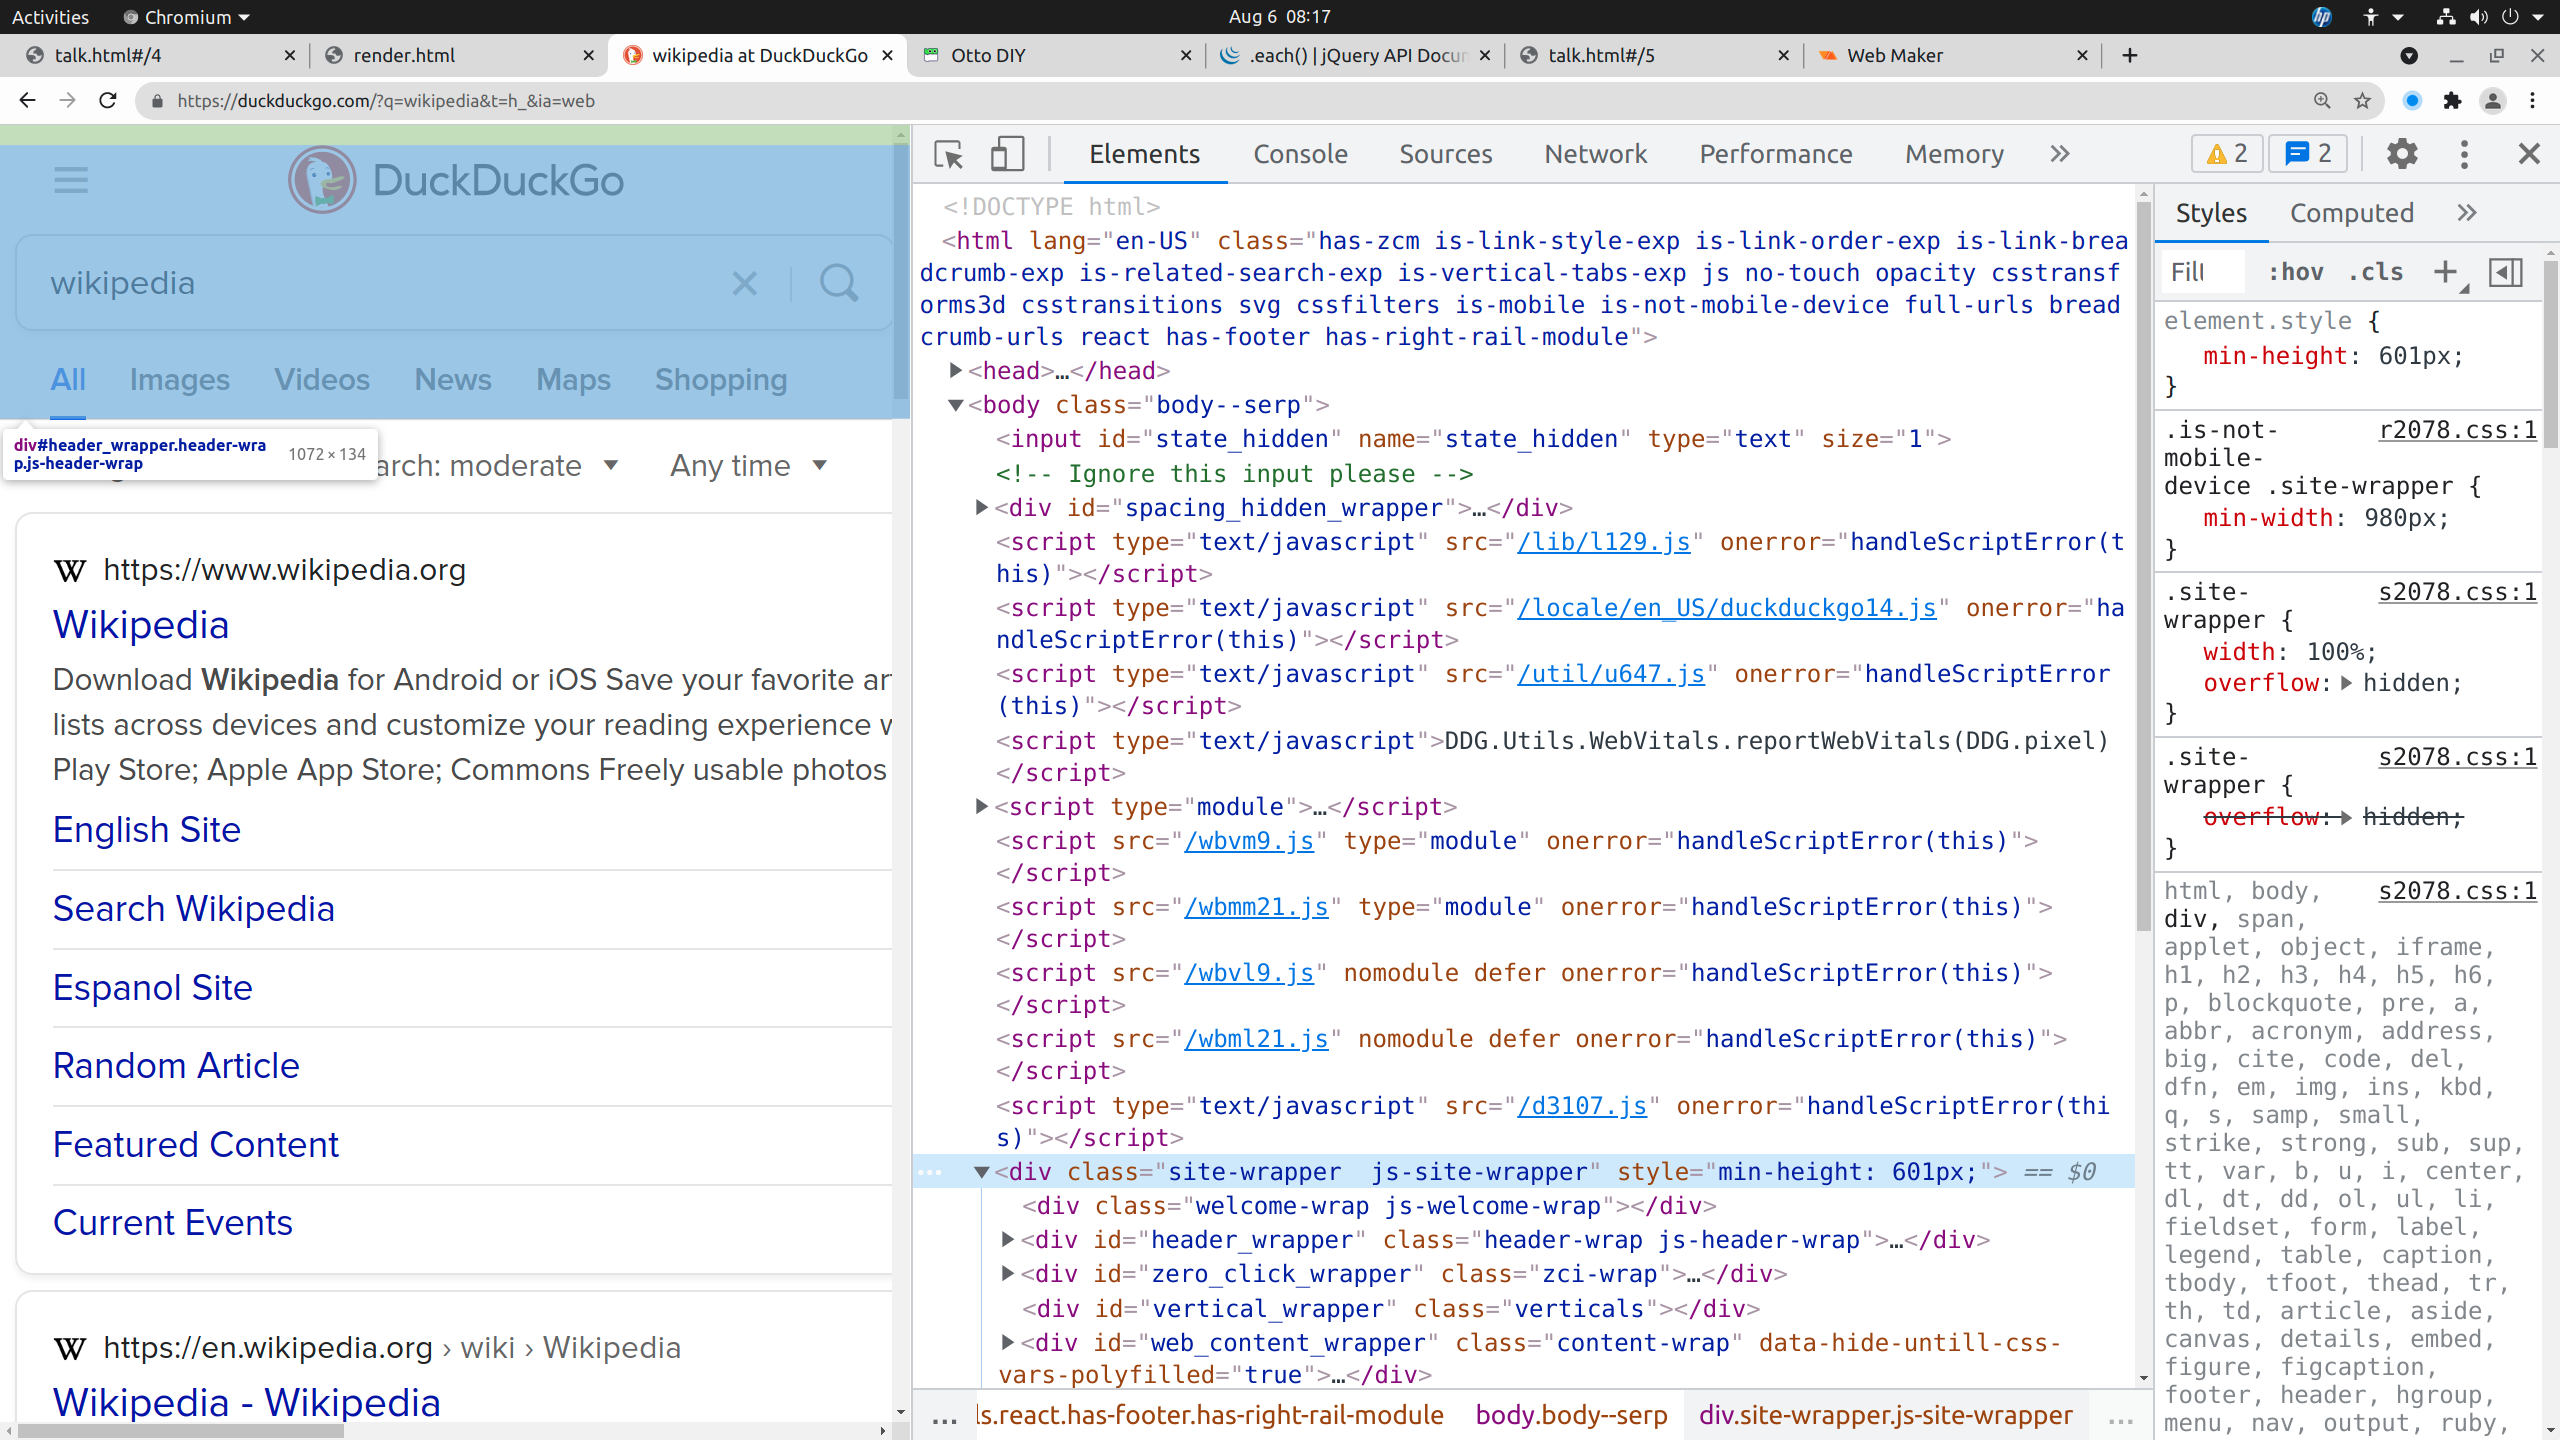 Activities Chromium Aug 6 08:17
talk.html#/4 render.html wikipedia at DuckDuckGo Otto DIY .each() | jQuery API Docum talk.html#/5 Web Maker
https://duckduckgo.com/?q=wikipedia&t=h_&ia=web
DuckDuckGo
wikipedia
All Images Videos News Maps Shopping
div#header_wrapper.header-wra
p.js-header-wrap
1072 × 134
arch: moderate Any time
https://www.wikipedia.org
Wikipedia
Download Wikipedia for Android or iOS Save your favorite ar
lists across devices and customize your reading experience
Play Store; Apple App Store; Commons Freely usable photos
English Site
Search Wikipedia
Espanol Site
Random Article
Featured Content
Current Events
https://en.wikipedia.org › wiki › Wikipedia
Wikipedia - Wikipedia
Elements Console Sources Network Performance Memory 2 2
<!DOCTYPE html>
<html lang="en-US" class="has-zcm is-link-style-exp is-link-order-exp is-link-brea
dcrumb-exp is-related-search-exp is-vertical-tabs-exp js no-touch opacity csstransf
orms3d csstransitions svg cssfilters is-mobile is-not-mobile-device full-urls bread
crumb-urls react has-footer has-right-rail-module">
<head>…</head>
<body class="body--serp">
<input id="state_hidden" name="state_hidden" type="text" size="1">
<!-- Ignore this input please -->
<div id="spacing_hidden_wrapper">…</div>
<script type="text/javascript" src="/lib/l129.js" onerror="handleScriptError(t
his)"></script>
<script type="text/javascript" src="/locale/en_US/duckduckgo14.js" onerror="ha
ndleScriptError(this)"></script>
<script type="text/javascript" src="/util/u647.js" onerror="handleScriptError
(this)"></script>
<script type="text/javascript">DDG.Utils.WebVitals.reportWebVitals(DDG.pixel)
</script>
<script type="module">…</script>
<script src="/wbvm9.js" type="module" onerror="handleScriptError(this)">
</script>
<script src="/wbmm21.js" type="module" onerror="handleScriptError(this)">
</script>
<script src="/wbvl9.js" nomodule defer onerror="handleScriptError(this)">
</script>
<script src="/wbml21.js" nomodule defer onerror="handleScriptError(this)">
</script>
<script type="text/javascript" src="/d3107.js" onerror="handleScriptError(thi
s)"></script>
<div class="site-wrapper  js-site-wrapper" style="min-height: 601px;"> == $0
<div class="welcome-wrap js-welcome-wrap"></div>
<div id="header_wrapper" class="header-wrap js-header-wrap">…</div>
<div id="zero_click_wrapper" class="zci-wrap">…</div>
<div id="vertical_wrapper" class="verticals"></div>
<div id="web_content_wrapper" class="content-wrap" data-hide-untill-css-
vars-polyfilled="true">…</div>
… ls.react.has-footer.has-right-rail-module body.body--serp div.site-wrapper.js-site-wrapper …
Styles Computed
Filt :hov .cls
element.style {
min-height: 601px;
}
.is-not- r2078.css:1
mobile-
device .site-wrapper {
min-width: 980px;
}
.site- s2078.css:1
wrapper {
width: 100%;
overflow: hidden;
}
.site- s2078.css:1
wrapper {
overflow: hidden;
}
html, body, s2078.css:1
div, span,
applet, object, iframe,
h1, h2, h3, h4, h5, h6,
p, blockquote, pre, a,
abbr, acronym, address,
big, cite, code, del,
dfn, em, img, ins, kbd,
q, s, samp, small,
strike, strong, sub, sup,
tt, var, b, u, i, center,
dl, dt, dd, ol, ul, li,
fieldset, form, label,
legend, table, caption,
tbody, tfoot, thead, tr,
th, td, article, aside,
canvas, details, embed,
figure, figcaption,
footer, header, hgroup,
menu, nav, output, ruby,